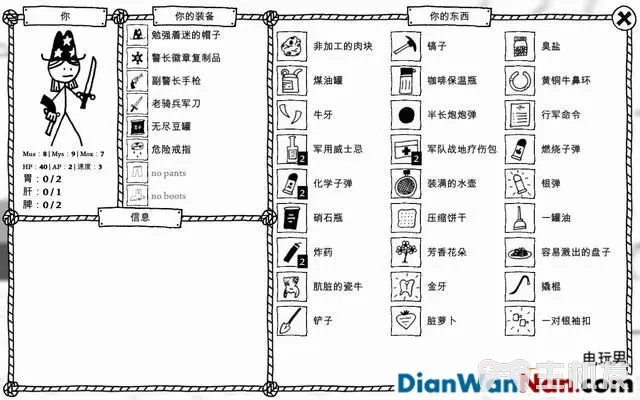 你
你的装备
你的东西
勉强着迷的帽子
警长徽章复制品
副警长手枪
老骑兵军刀
无尽豆罐
危险戒指
no pants
no boots
Mus : 8 | Mys : 9 | Mox : 7
HP : 40 | AP : 2 | 速度 : 3
胃: 0/2
肝: 0/1
脾: 0/2
信息
非加工的肉块
镐子
臭盐
煤油罐
咖啡保温瓶
黄铜牛鼻环
牛牙
半长炮炮弹
行军命令
军用威士忌
2
军队战地疗伤包
2
燃烧子弹
化学子弹
2
装满的水壶
银弹
硝石瓶
压缩饼干
一罐油
炸药
2
芳香花朵
容易溅出的盘子
肮脏的瓷牛
金牙
撬棍
铲子
脏萝卜
一对银袖扣
电玩男
DianWanNan.com